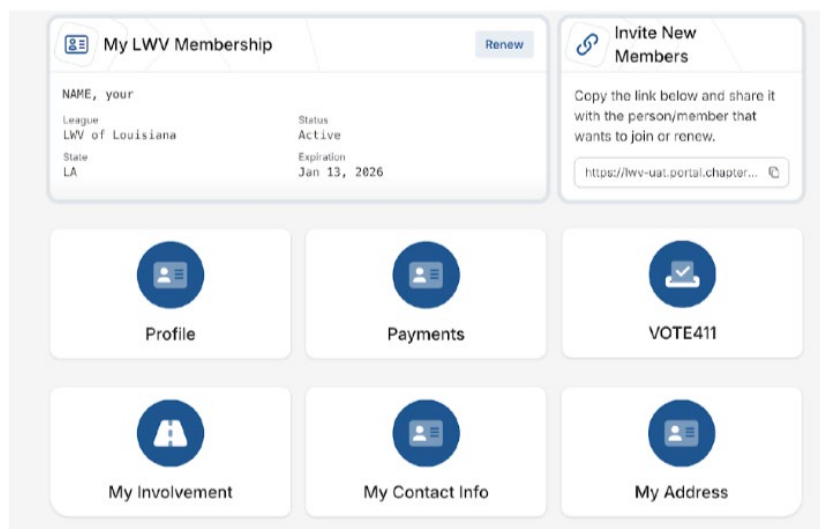 My LWV Membership
Renew
NAME, your
League
LWV of Louisiana
Status
Active
State
LA
Expiration
Jan 13, 2026
Invite New
Members
Copy the link below and share it
with the person/member that
wants to join or renew.
https://lwv-uat.portal.chapter...
Profile
Payments
VOTE411
My Involvement
My Contact Info
My Address